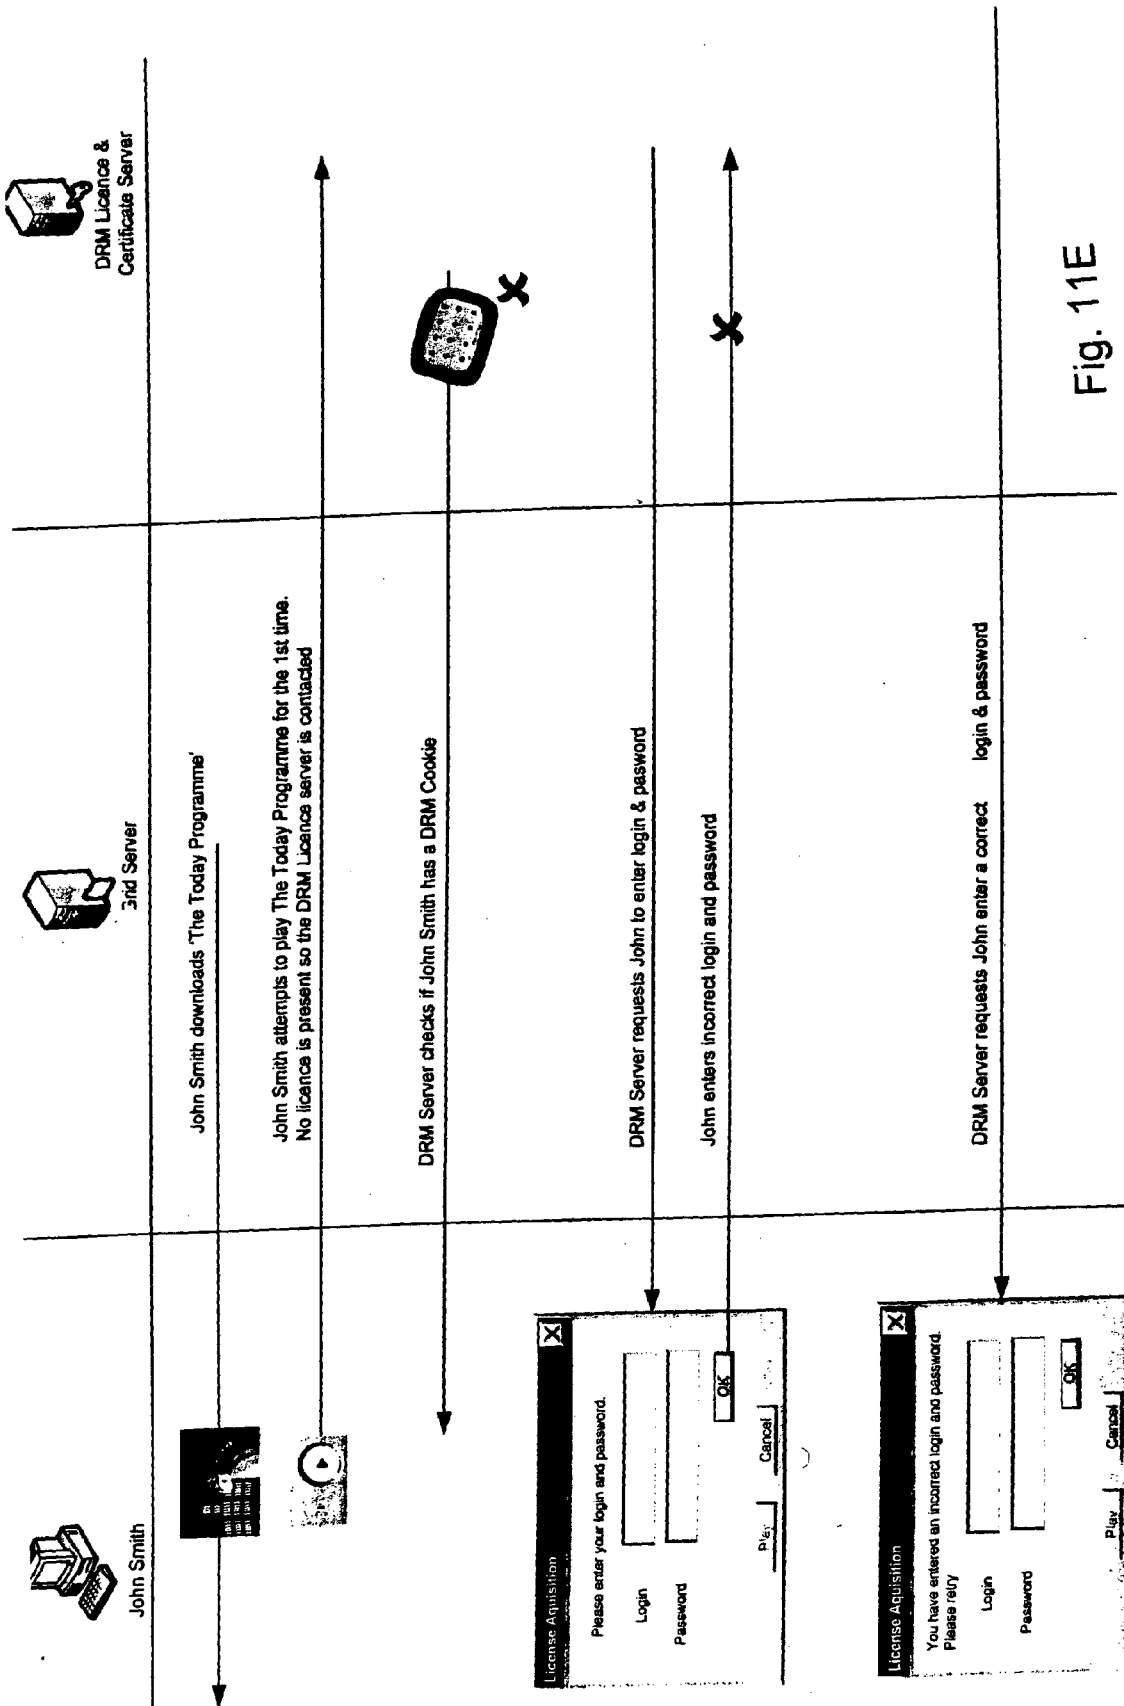 John Smith
Grid Server
DRM Licence &
Certificate Server
John Smith downloads 'The Today Programme'
John Smith attempts to play The Today Programme for the 1st time.
No licence is present so the DRM Licence server is contacted
DRM Server checks if John Smith has a DRM Cookie
DRM Server requests John to enter login & pasword
License Aquisition
Please enter your login and password.
Login
Password
OK
Play
Cancel
John enters incorrect login and password
DRM Server requests John enter a correct login & password
License Aquisition
You have entered an incorrect login and password.
Please retry
Login
Password
OK
Play
Cancel
Fig. 11E